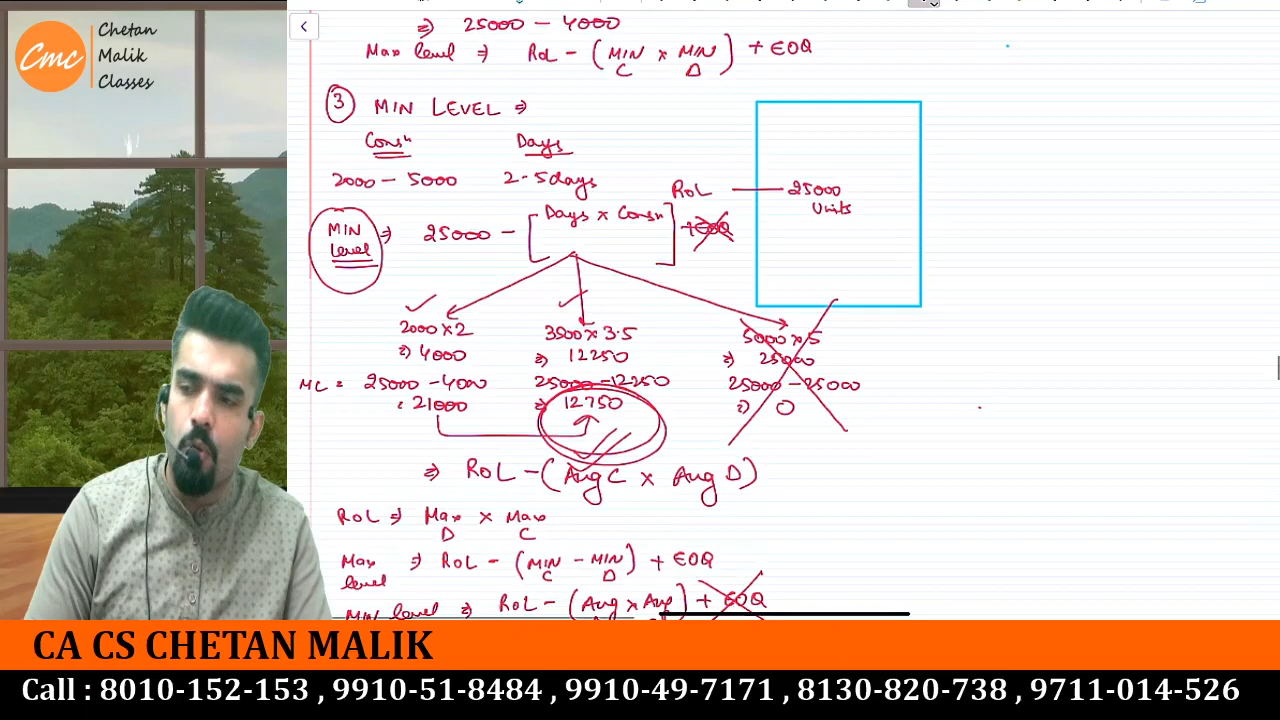 Cmc
Chetan
Malik
Classes
⇒ 25000 - 4000
Max level ⇒ RoL - (MIN C × MIN D) + EOQ
③ MIN LEVEL ⇒
Consⁿ Days
2000 - 5000 2-5 days
RoL — 25000
Units
MIN level ⇒ 25000 - [Days × Consⁿ] + EOQ
2000 × 2 3500 × 3.5 5000 × 5
⇒ 4000 ⇒ 12250 ⇒ 25000
ML = 25000 - 4000 25000 - 12250 25000 - 25000
: 21000 ⇒ 12750 ⇒ 0
⇒ RoL - (Avg C × Avg D)
RoL ⇒ Max D × Max C
Max level ⇒ RoL - (MIN C - MIN D) + EOQ
MIN level ⇒ RoL - (Avg × Avg) + EOQ
CA CS CHETAN MALIK
Call : 8010-152-153 , 9910-51-8484 , 9910-49-7171 , 8130-820-738 , 9711-014-526